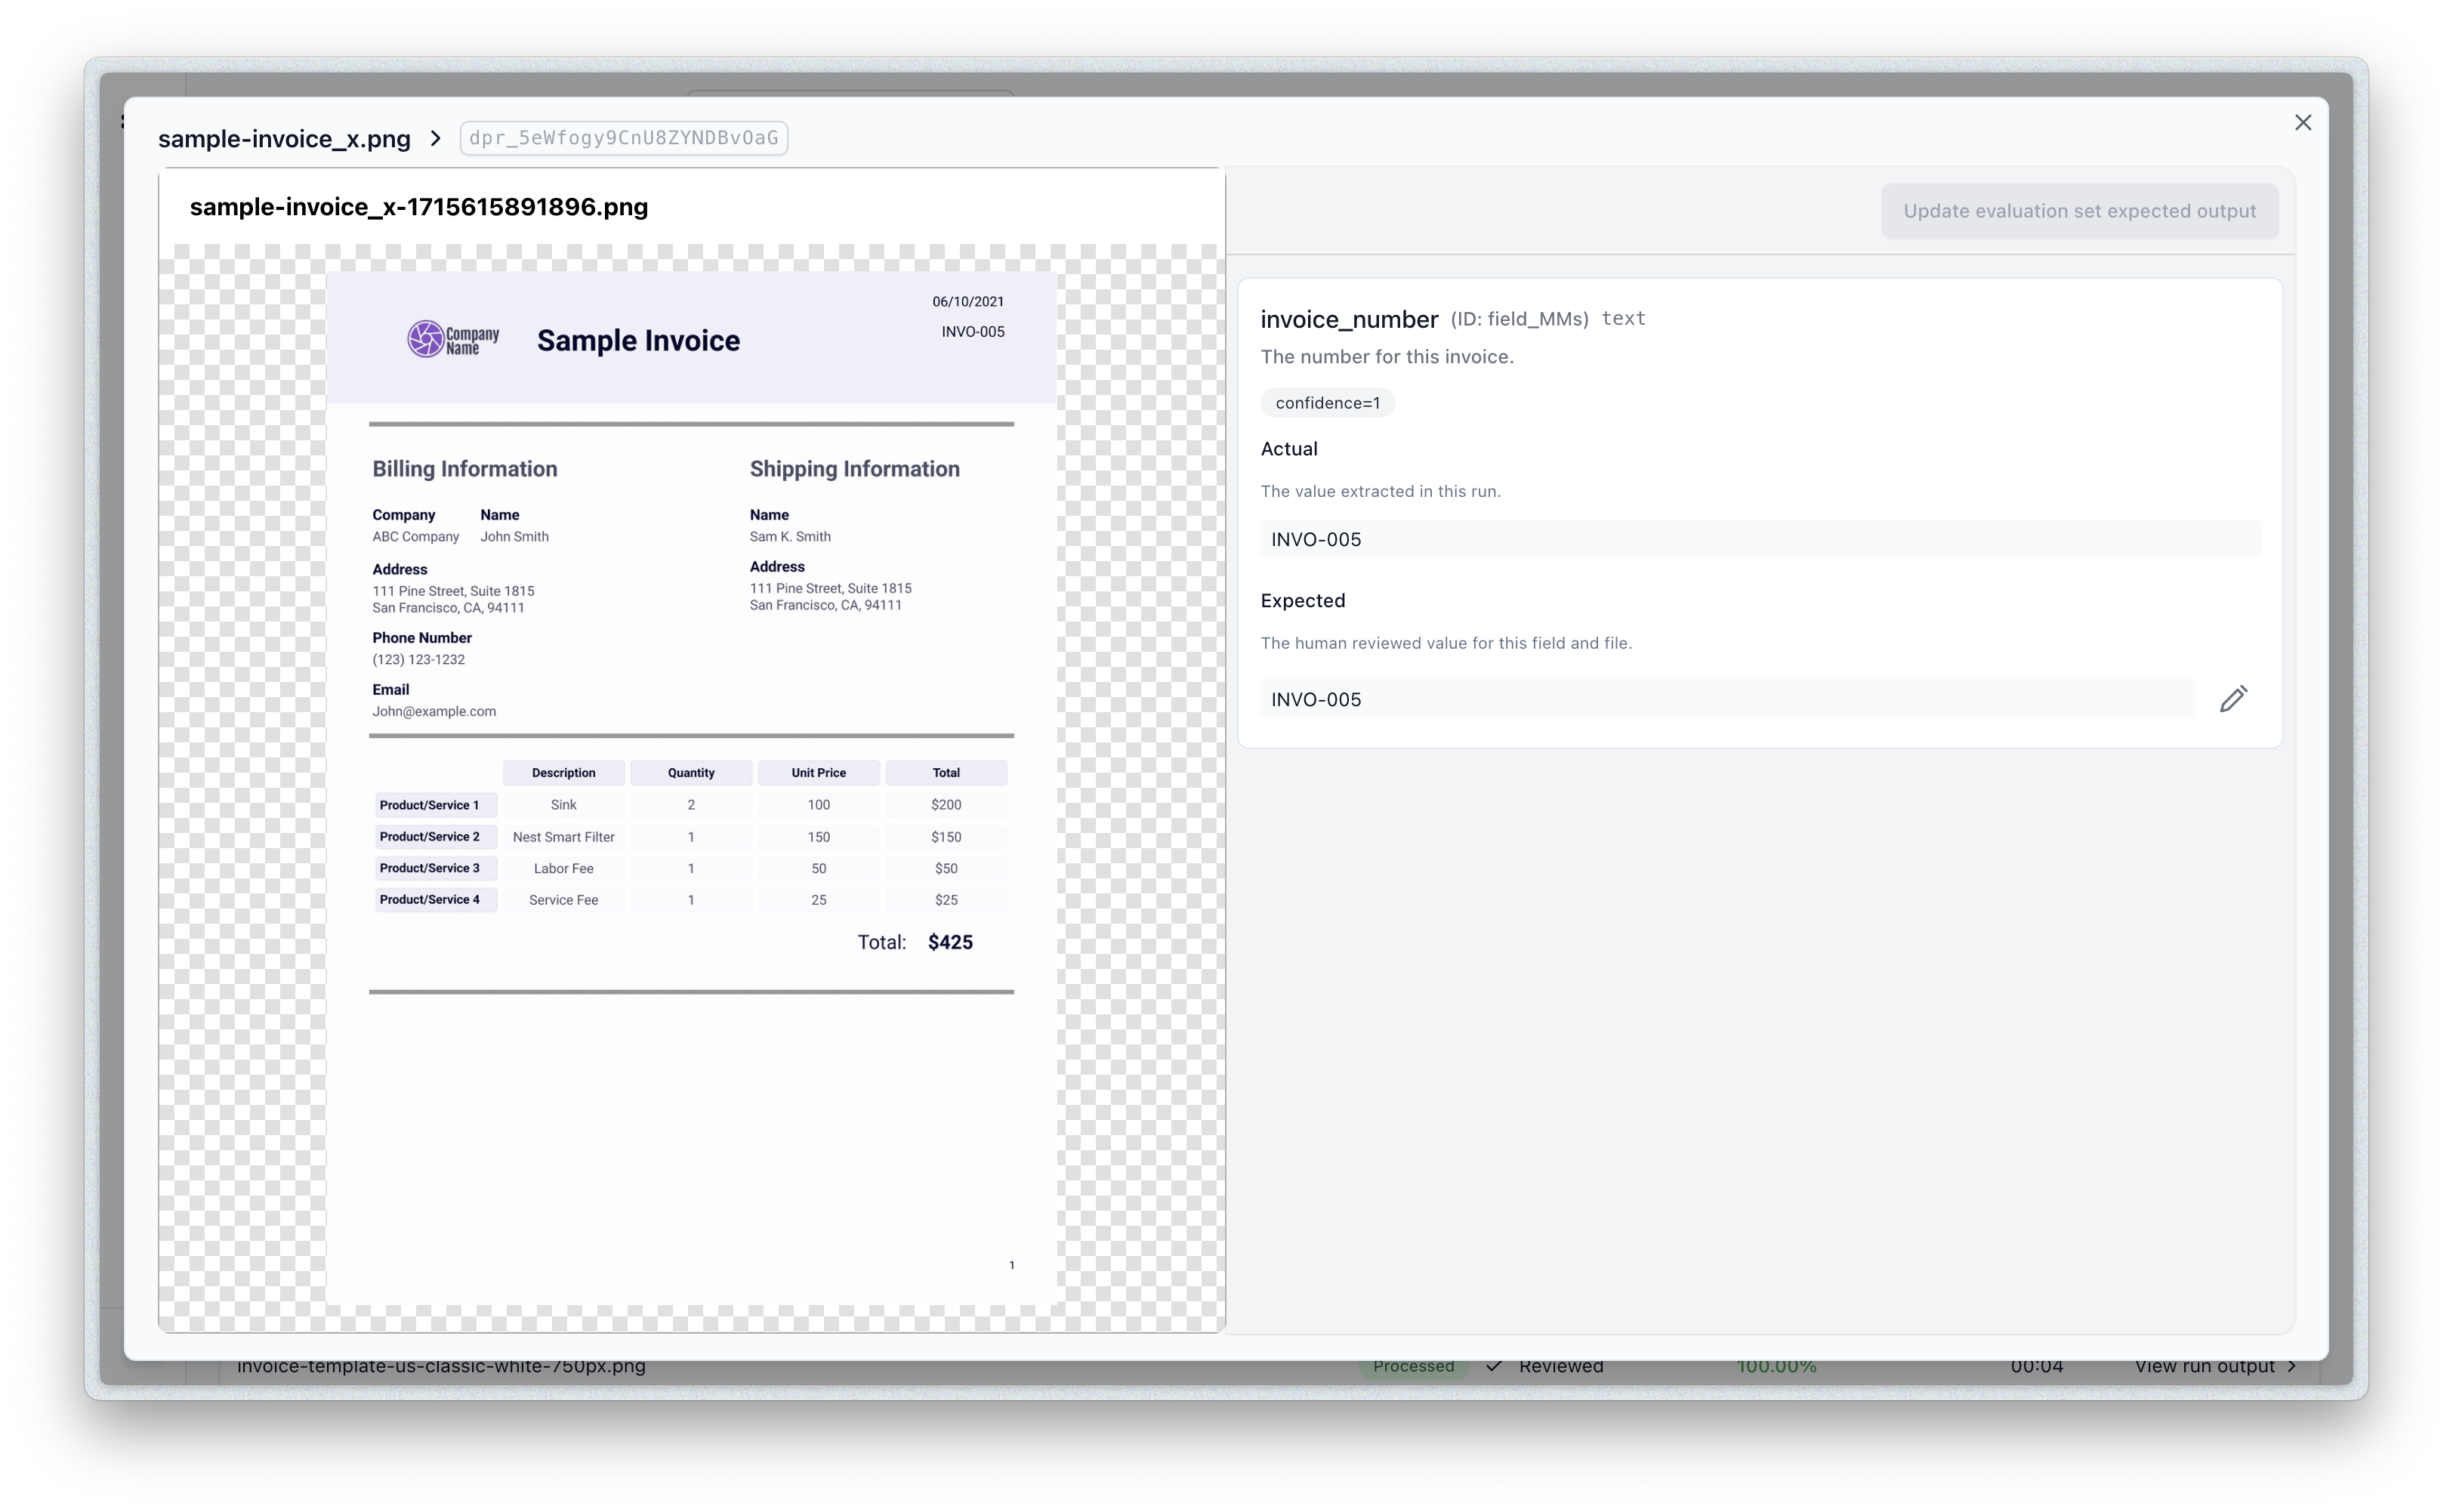 sample-invoice_x.png
dpr_5eWfogy9CnU8ZYNDBvOaG
sample-invoice_x-1715615891896.png
06/10/2021
INVO-005
Company
Name
Sample Invoice
Billing Information
Company Name
ABC Company John Smith
Address
111 Pine Street, Suite 1815
San Francisco, CA, 94111
Phone Number
(123) 123-1232
Email
John@example.com
Shipping Information
Name
Sam K. Smith
Address
111 Pine Street, Suite 1815
San Francisco, CA, 94111
Description Quantity Unit Price Total
Product/Service 1 Sink 2 100 $200
Product/Service 2 Nest Smart Filter 1 150 $150
Product/Service 3 Labor Fee 1 50 $50
Product/Service 4 Service Fee 1 25 $25
Total: $425
1
Update evaluation set expected output
invoice_number (ID: field_MMs) text
The number for this invoice.
confidence=1
Actual
The value extracted in this run.
INVO-005
Expected
The human reviewed value for this field and file.
INVO-005
invoice-template-us-classic-white-750px.png Processed Reviewed 100.00% 00:04 View run output